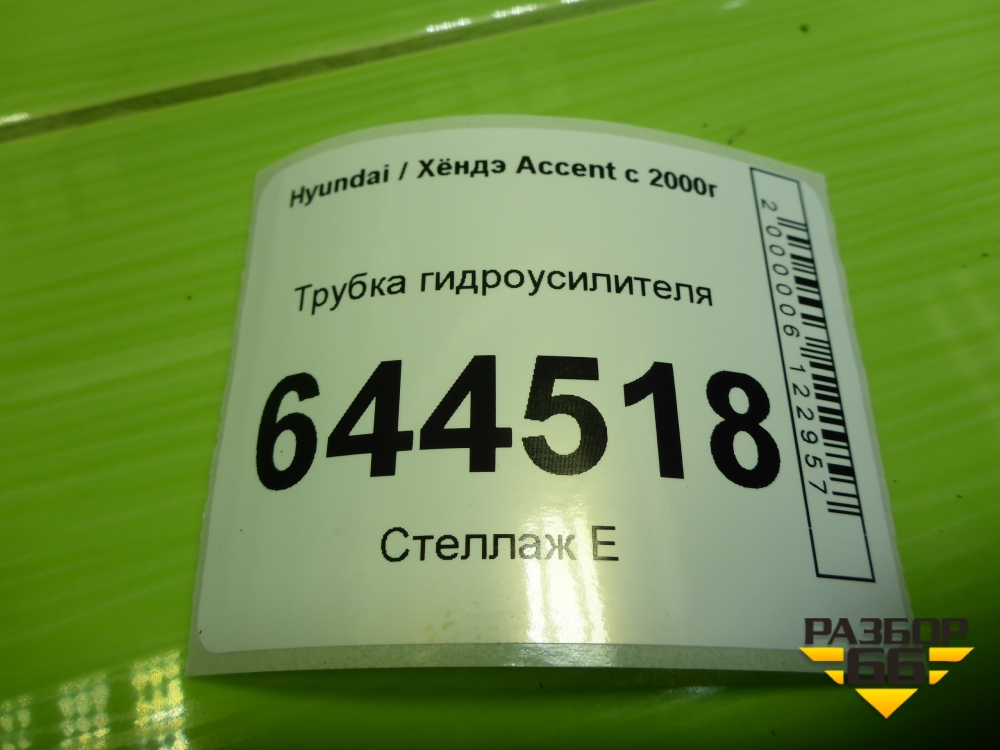 Hyundai / Хёндэ Accent с 2000г
Трубка гидроусилителя
644518
Стеллаж Е
2000006122957
РАЗБОР
66